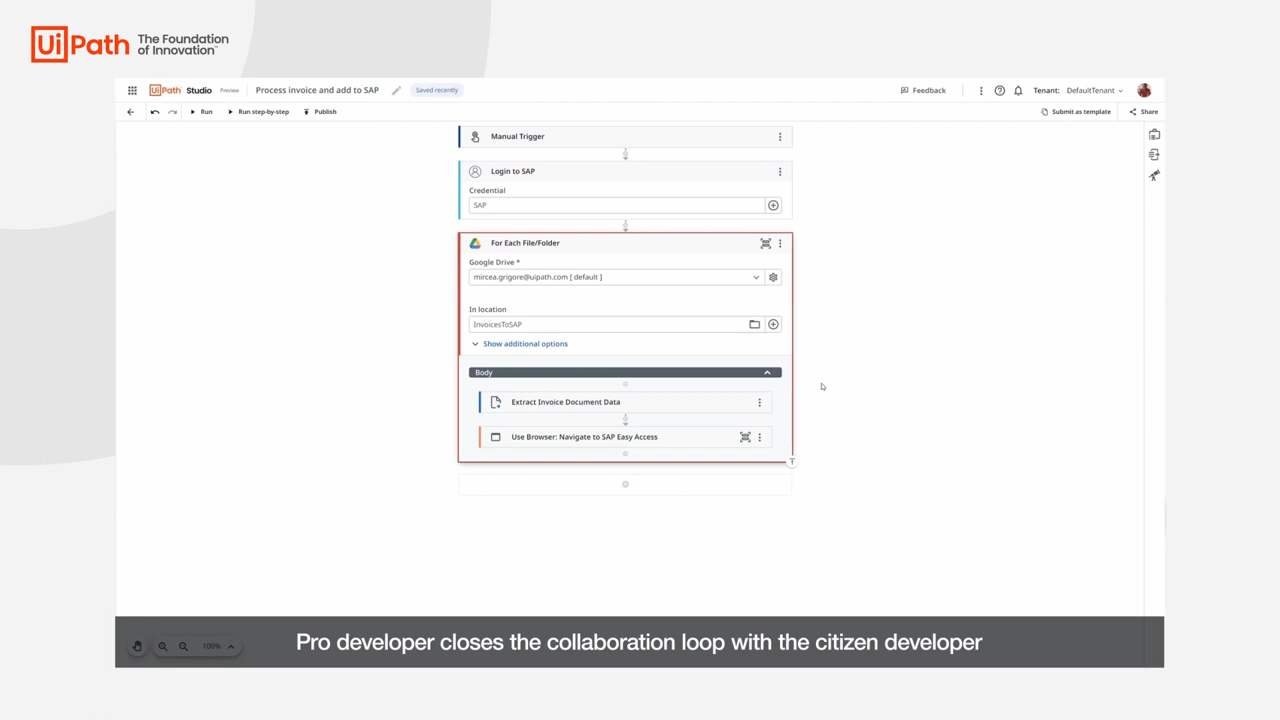 UiPath The Foundation
of Innovation™
UiPath Studio Preview Process invoice and add to SAP Saved recently Feedback Tenant: DefaultTenant
Run Run step-by-step Publish Submit as template Share
Manual Trigger
Login to SAP
Credential
SAP
For Each File/Folder
Google Drive *
mircea.grigore@uipath.com [ default ]
In location
InvoicesToSAP
Show additional options
Body
Extract Invoice Document Data
Use Browser: Navigate to SAP Easy Access
100%
Pro developer closes the collaboration loop with the citizen developer